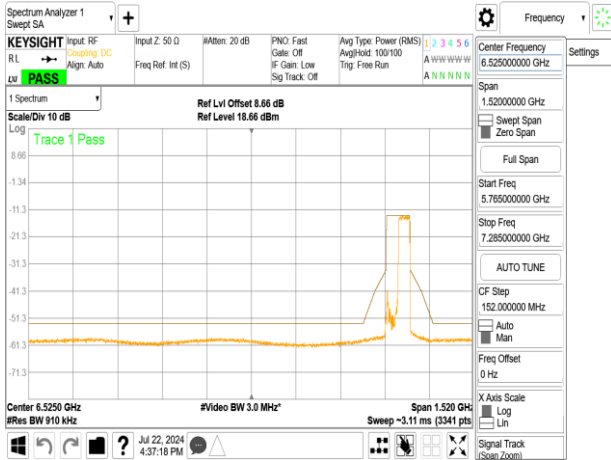 Spectrum Analyzer 1
Swept SA
+
Frequency
KEYSIGHT
RL
LXI
PASS
Input: RF
Coupling: DC
Align: Auto
Input Z: 50 Ω
Freq Ref: Int (S)
#Atten: 20 dB
PNO: Fast
Gate: Off
IF Gain: Low
Sig Track: Off
Avg Type: Power (RMS)
Avg|Hold: 100/100
Trig: Free Run
1 2 3 4 5 6
A W W W W W
A N N N N N
1 Spectrum
Scale/Div 10 dB
Ref Lvl Offset 8.66 dB
Ref Level 18.66 dBm
Log
Trace 1 Pass
8.66
-1.34
-11.3
-21.3
-31.3
-41.3
-51.3
-61.3
-71.3
Center 6.5250 GHz
#Res BW 910 kHz
#Video BW 3.0 MHz*
Span 1.520 GHz
Sweep ~3.11 ms (3341 pts
Jul 22, 2024
4:37:18 PM
Center Frequency
6.525000000 GHz
Span
1.52000000 GHz
Swept Span
Zero Span
Full Span
Start Freq
5.765000000 GHz
Stop Freq
7.285000000 GHz
AUTO TUNE
CF Step
152.000000 MHz
Auto
Man
Freq Offset
0 Hz
X Axis Scale
Log
Lin
Signal Track
(Span Zoom)
Settings